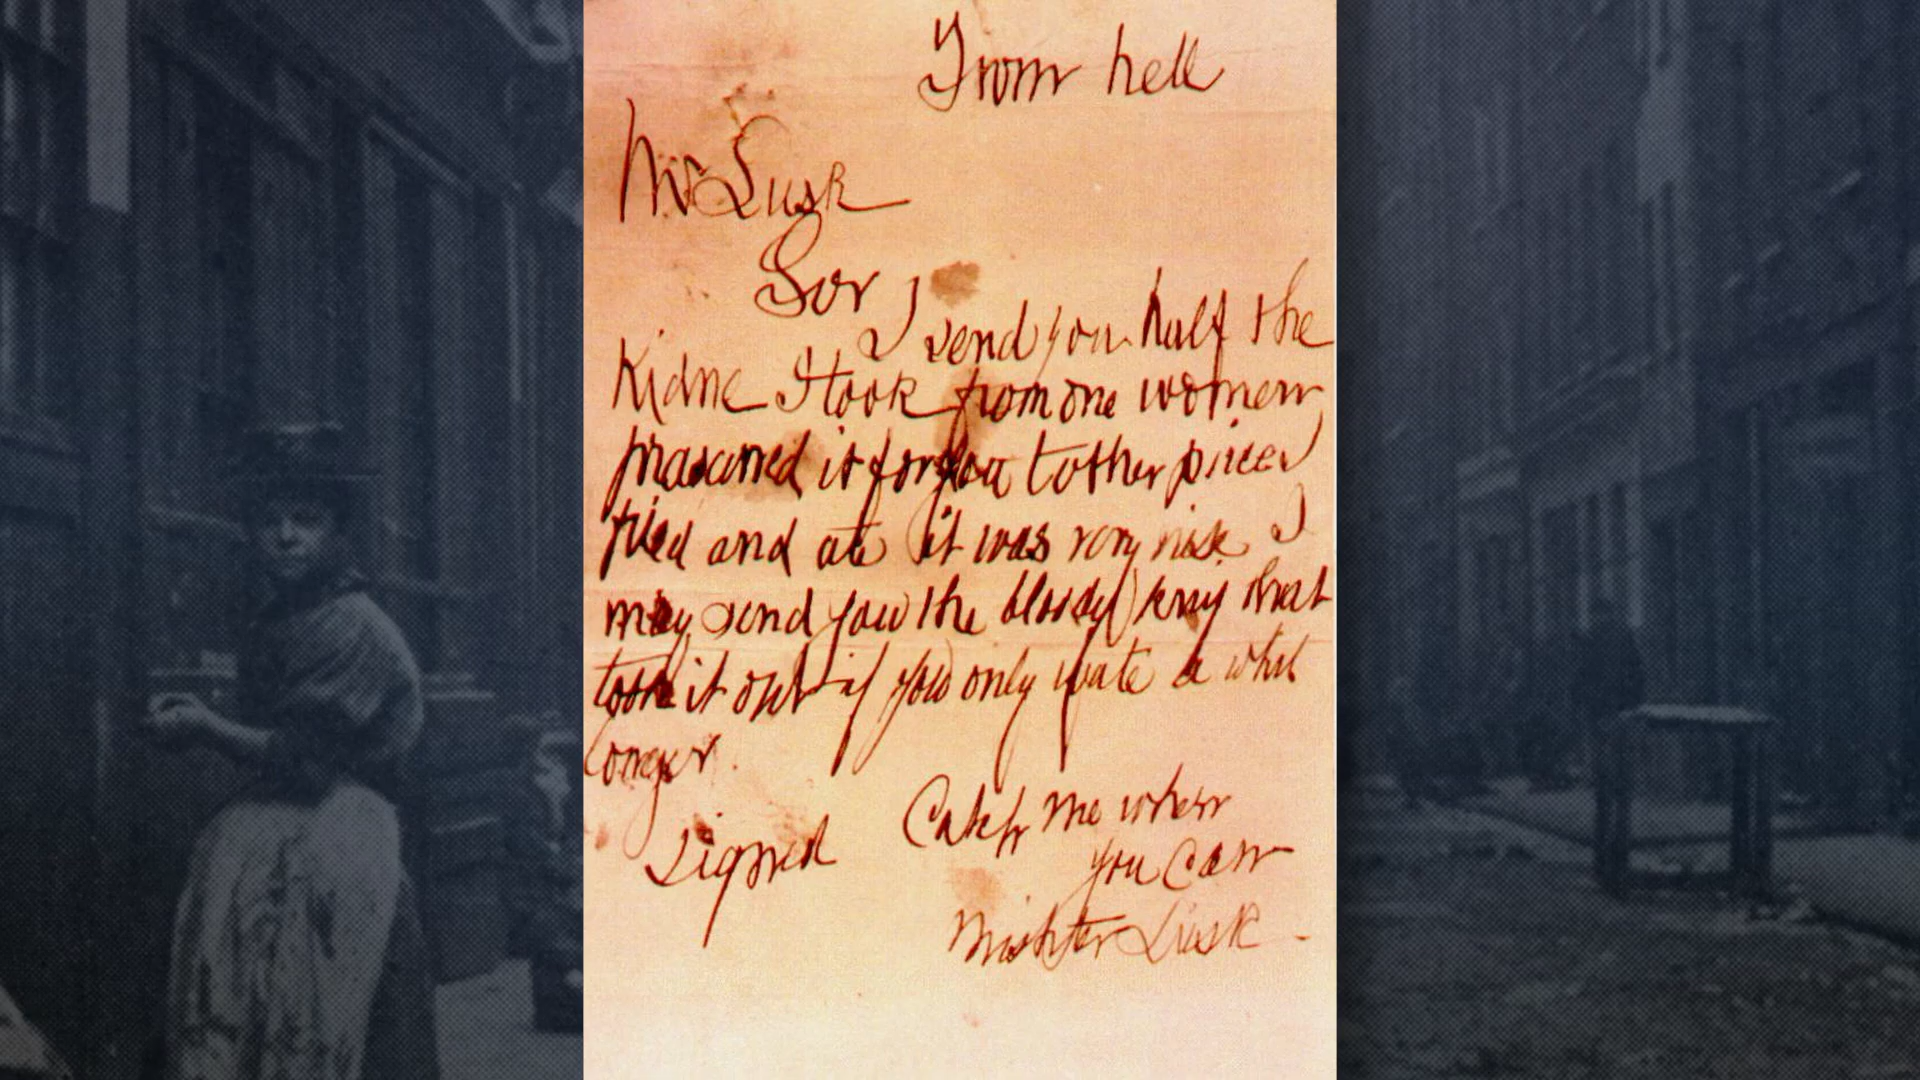 From hell
Mr Lusk
Sor
I send you half the
Kidne I took from one women
prasarved it for you tother piece I
fried and ate it was very nise I
may send you the bloody knif that
took it out if you only wate a whil
longer.
Signed Catch me when
you Can
Mishter Lusk.